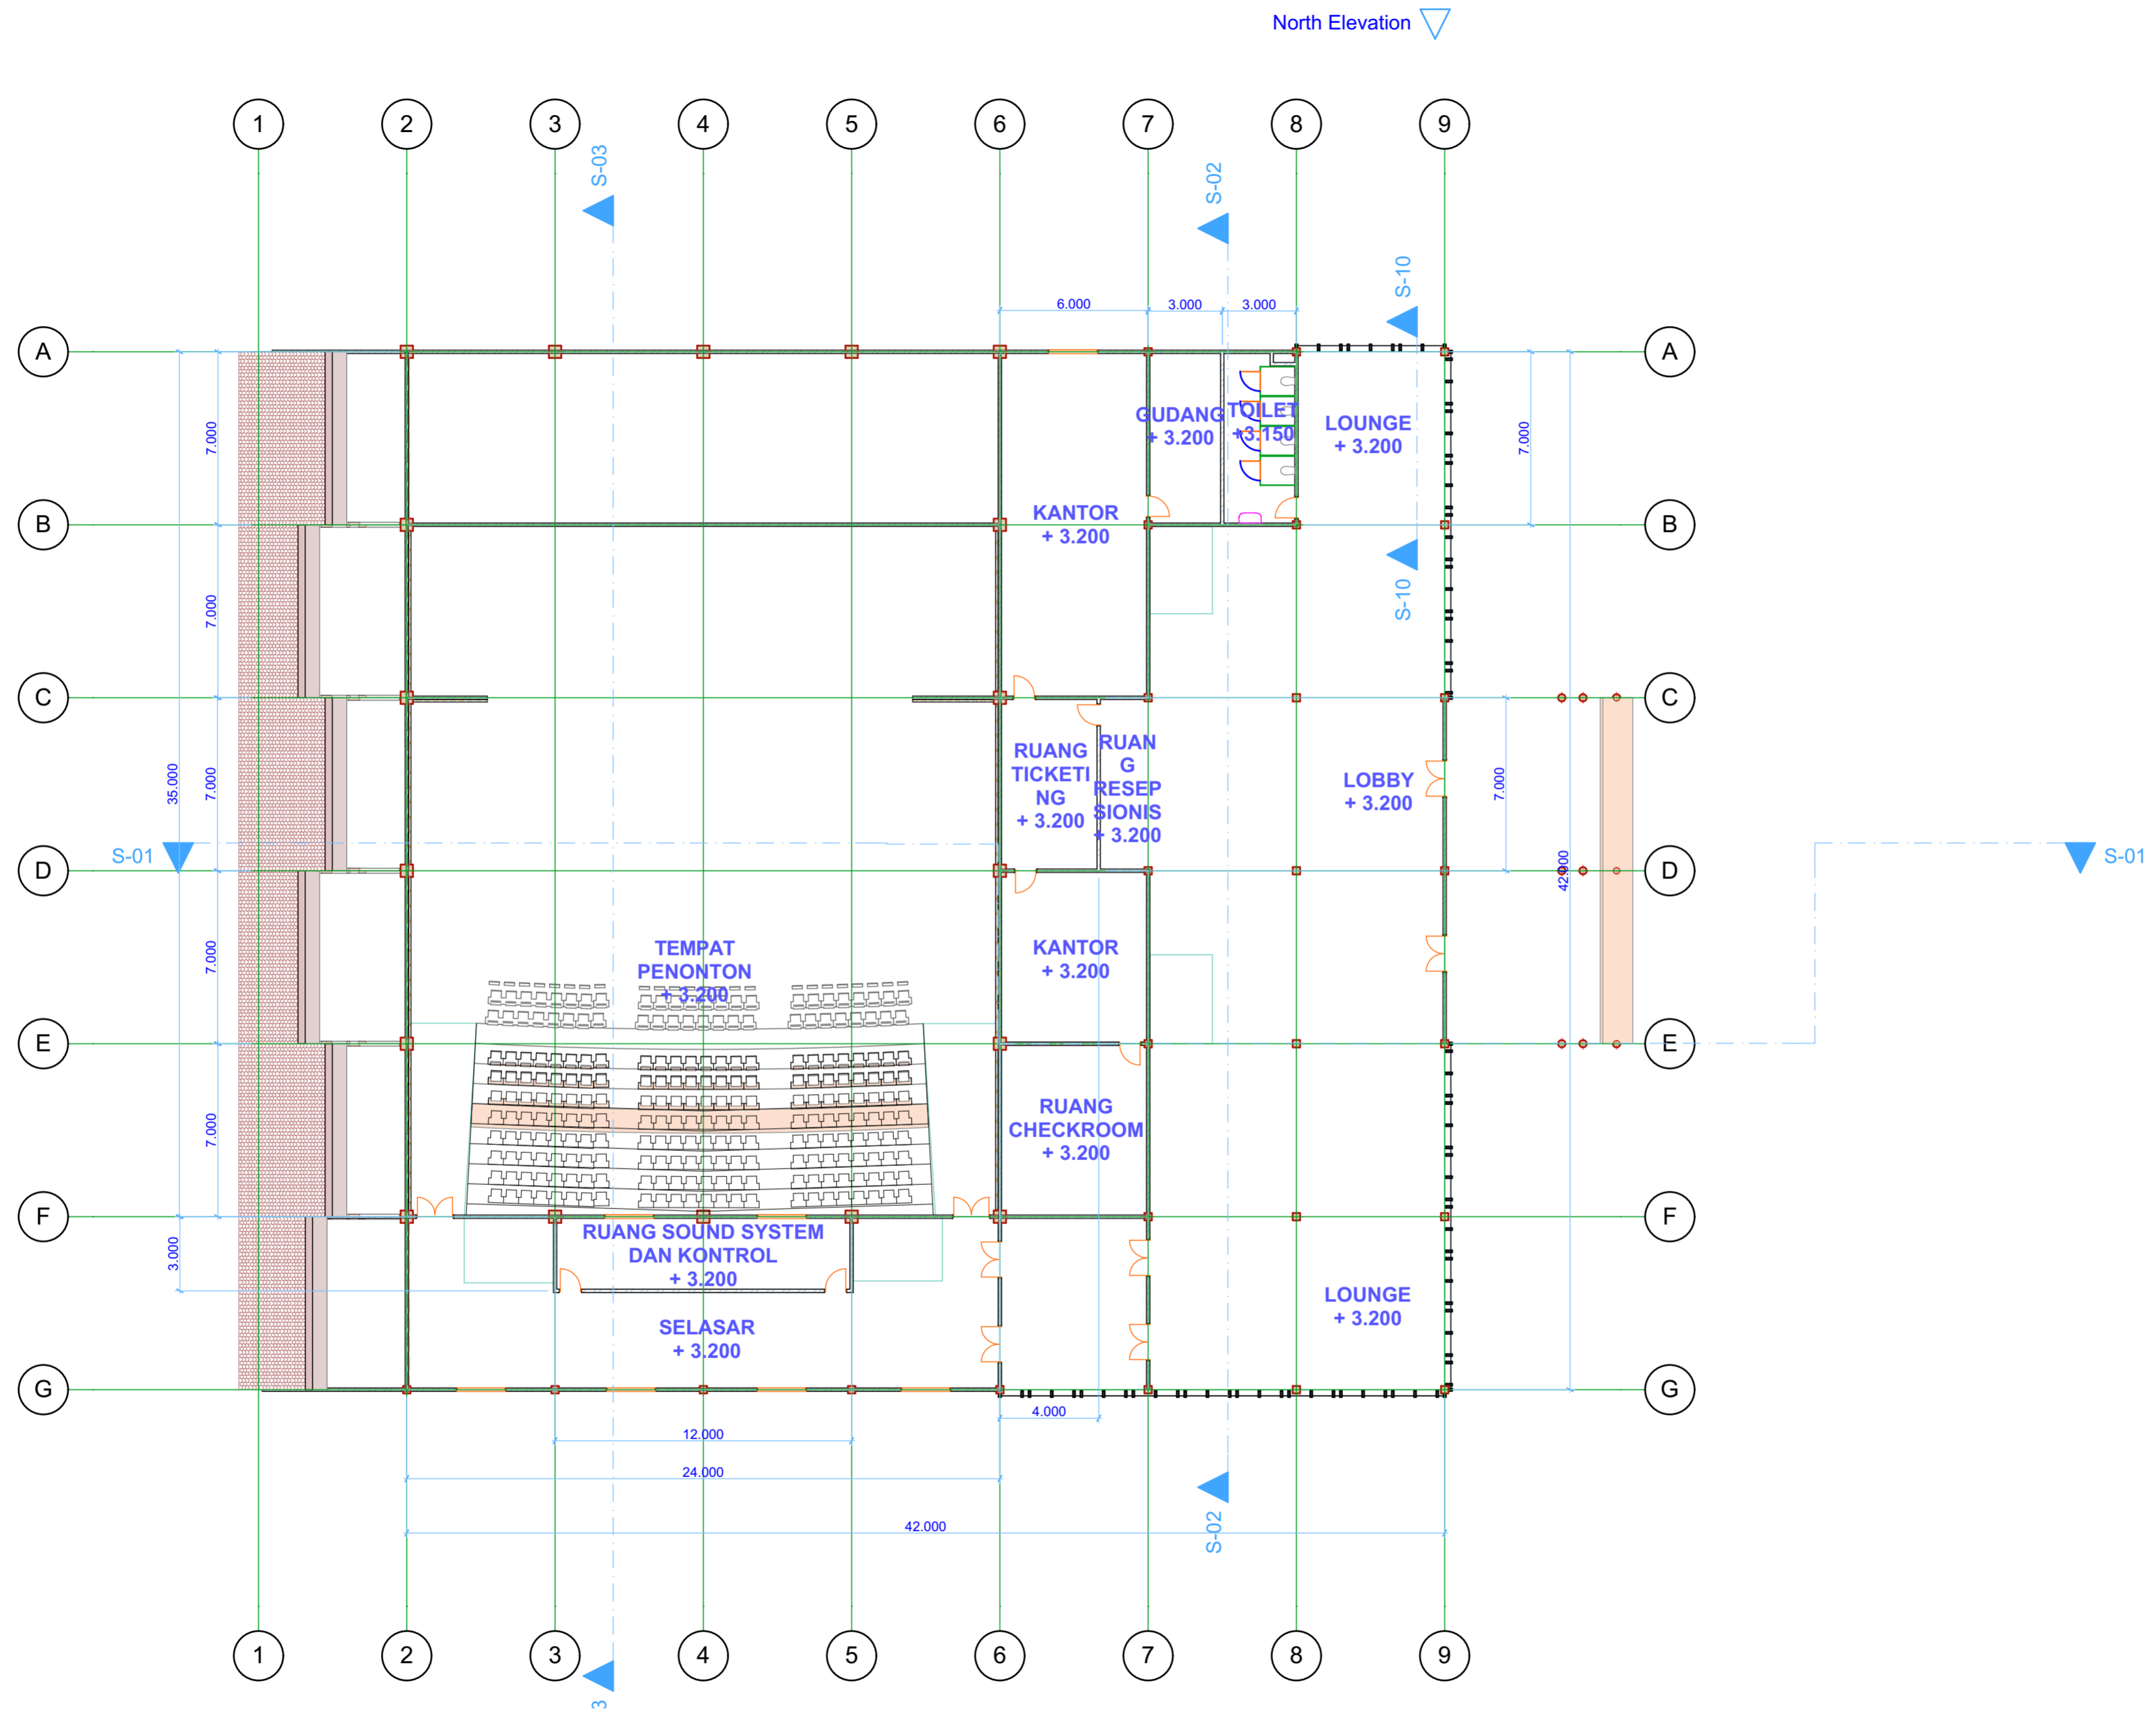 North Elevation
1
2
3
4
5
6
7
8
9
S-03
S-02
S-10
6.000
3.000
3.000
A
A
7.000
GUDANG
+ 3.200
TOILET
+3.150
LOUNGE
+ 3.200
7.000
B
B
KANTOR
+ 3.200
S-10
7.000
C
C
35.000
7.000
RUANG
TICKETI
NG
+ 3.200
RUAN
G
RESEP
SIONIS
+ 3.200
LOBBY
+ 3.200
7.000
S-01
S-01
D
42.000
D
7.000
TEMPAT
PENONTON
+ 3.200
KANTOR
+ 3.200
E
E
7.000
RUANG
CHECKROOM
+ 3.200
F
F
3.000
RUANG SOUND SYSTEM
DAN KONTROL
+ 3.200
SELASAR
+ 3.200
LOUNGE
+ 3.200
G
G
4.000
12.000
24.000
42.000
S-02
1
2
3
4
5
6
7
8
9
3